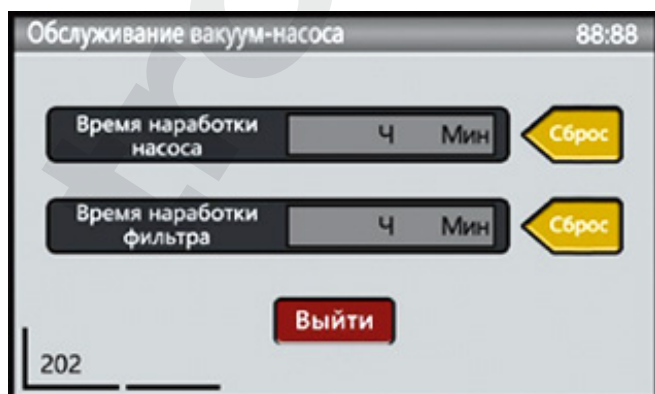 Обслуживание вакуум-насоса 88:88
Время наработки
насоса
Ч Мин
Сброс
Время наработки
фильтра
Ч Мин
Сброс
Выйти
202